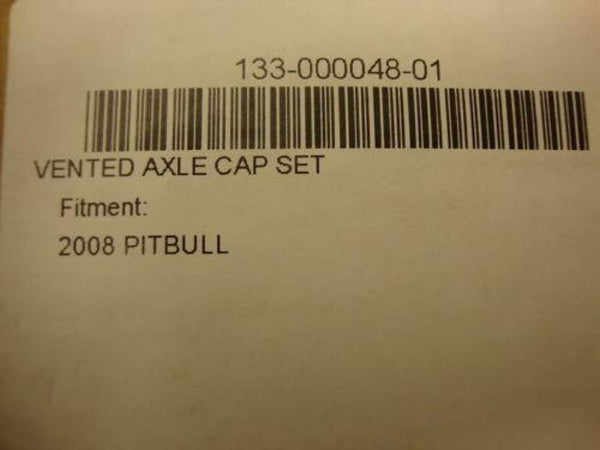 133-000048-01
VENTED AXLE CAP SET
Fitment:
2008 PITBULL